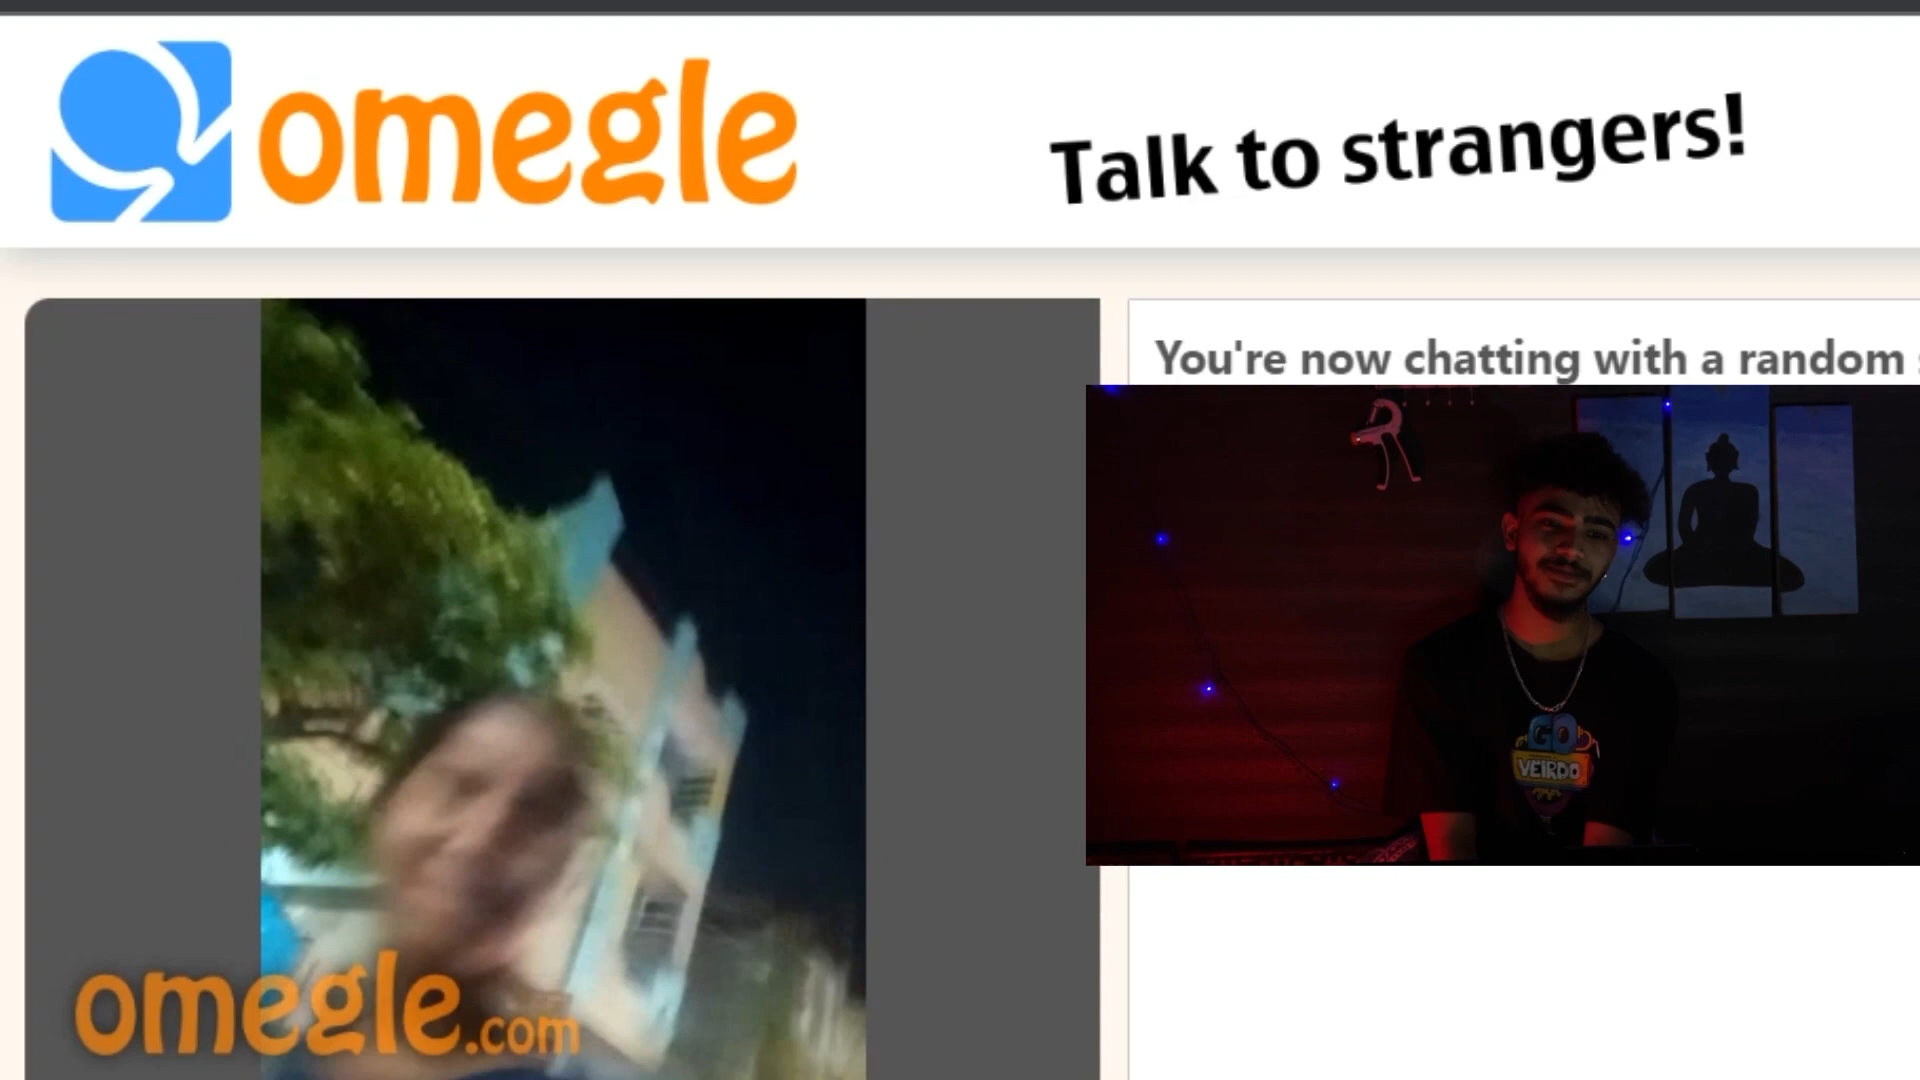 omegle
Talk to strangers!
You're now chatting with a random
GO
VEIRDO
omegle.com